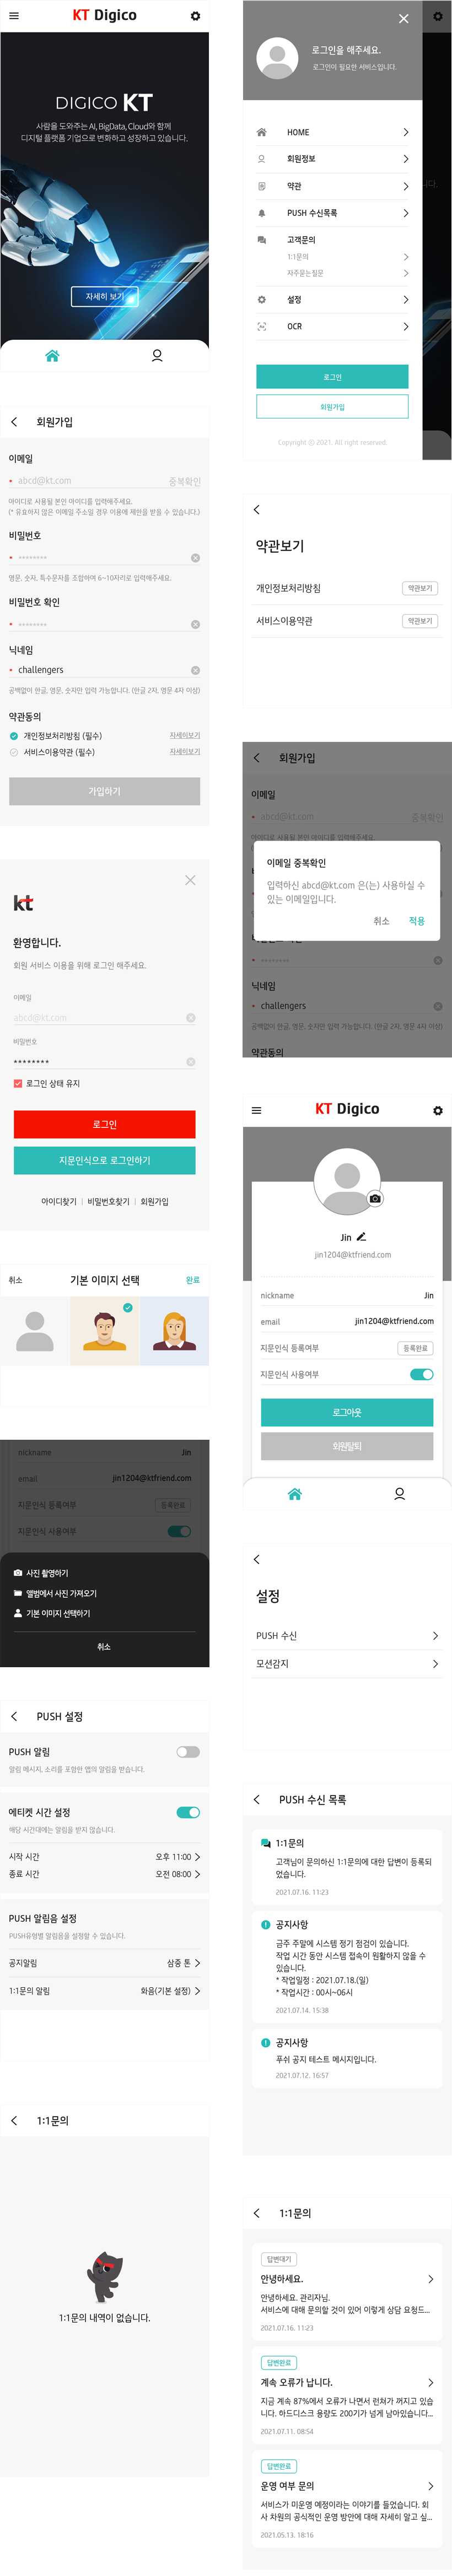 KT Digico
DIGICO KT
사람을 도와주는 AI, BigData, Cloud와 함께
디지털 플랫폼 기업으로 변화하고 성장하고 있습니다.
자세히 보기
회원가입
이메일
abcd@kt.com 중복확인
아이디로 사용될 본인 아이디를 입력해주세요.
(* 유요하지 않은 이메일 주소일 경우 이용에 제한을 받을 수 있습니다.)
비밀번호
********
영문, 숫자, 특수문자를 조합하여 6~10자리로 입력해주세요.
비밀번호 확인
********
닉네임
challengers
공백없이 한글, 영문, 숫자만 입력 가능합니다. (한글 2자, 영문 4자 이상)
약관동의
개인정보처리방침 (필수) 자세히보기
서비스이용약관 (필수) 자세히보기
가입하기
kt
환영합니다.
회원 서비스 이용을 위해 로그인 해주세요.
이메일
abcd@kt.com
비밀번호
********
로그인 상태 유지
로그인
지문인식으로 로그인하기
아이디찾기 | 비밀번호찾기 | 회원가입
취소 기본 이미지 선택 완료
nickname Jin
email jin1204@ktfriend.com
지문인식 등록여부 등록완료
지문인식 사용여부
사진 촬영하기
앨범에서 사진 가져오기
기본 이미지 선택하기
취소
PUSH 설정
PUSH 알림
알림 메시지, 소리를 포함한 앱의 알림을 받습니다.
에티켓 시간 설정
해당 시간대에는 알림을 받지 않습니다.
시작 시간 오후 11:00
종료 시간 오전 08:00
PUSH 알림음 설정
PUSH유형별 알림음을 설정할 수 있습니다.
공지알림 삼중 톤
1:1문의 알림 화음(기본 설정)
1:1문의
1:1문의 내역이 없습니다.
로그인을 해주세요.
로그인이 필요한 서비스입니다.
HOME
회원정보
약관
PUSH 수신목록
고객문의
1:1문의
자주묻는질문
설정
OCR
로그인
회원가입
Copyright ⓒ 2021. All right reserved.
약관보기
개인정보처리방침 약관보기
서비스이용약관 약관보기
회원가입
이메일
abcd@kt.com 중복확인
이메일 중복확인
입력하신 abcd@kt.com 은(는) 사용하실 수
있는 이메일입니다.
취소 적용
********
닉네임
challengers
공백없이 한글, 영문, 숫자만 입력 가능합니다. (한글 2자, 영문 4자 이상)
약관동의
KT Digico
Jin
jin1204@ktfriend.com
nickname Jin
email jin1204@ktfriend.com
지문인식 등록여부 등록완료
지문인식 사용여부
로그아웃
회원탈퇴
설정
PUSH 수신
모션감지
PUSH 수신 목록
1:1문의
고객님이 문의하신 1:1문의에 대한 답변이 등록되
었습니다.
2021.07.16. 11:23
공지사항
금주 주말에 시스템 정기 점검이 있습니다.
작업 시간 동안 시스템 접속이 원활하지 않을 수
있습니다.
* 작업일정 : 2021.07.18.(일)
* 작업시간 : 00시~06시
2021.07.14. 15:38
공지사항
푸쉬 공지 테스트 메시지입니다.
2021.07.12. 16:57
1:1문의
답변대기
안녕하세요.
안녕하세요. 관리자님.
서비스에 대해 문의할 것이 있어 이렇게 상담 요청드...
2021.07.16. 11:23
답변완료
계속 오류가 납니다.
지금 계속 87%에서 오류가 나면서 런쳐가 꺼지고 있습
니다. 하드디스크 용량도 200기가 넘게 남아있습니다...
2021.07.11. 08:54
답변완료
운영 여부 문의
서비스가 미운영 예정이라는 이야기를 들었습니다. 회
사 차원의 공식적인 운영 방안에 대해 자세히 알고 싶...
2021.05.13. 18:16